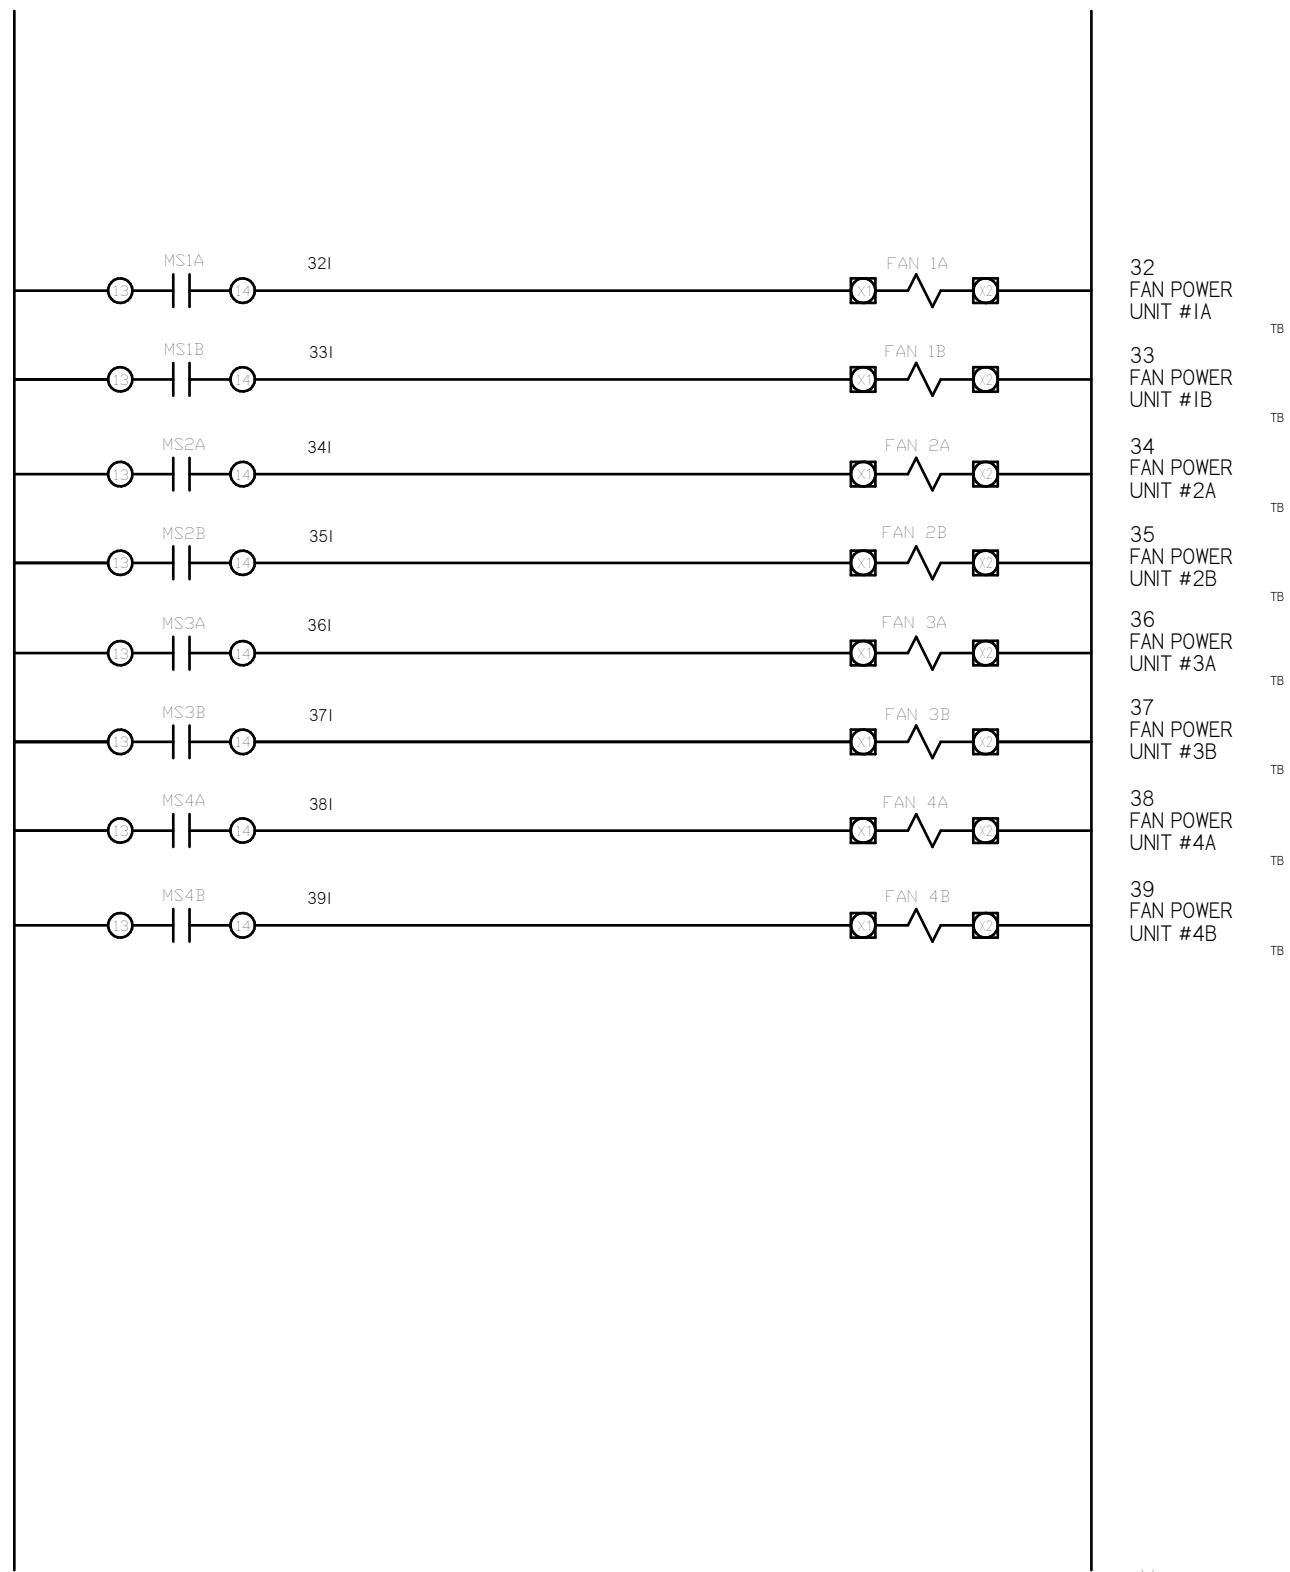 MS1A 321 FAN 1A
13 14 X1 X2
32
FAN POWER
UNIT #1A
TB
MS1B 331 FAN 1B
13 14 X1 X2
33
FAN POWER
UNIT #1B
TB
MS2A 341 FAN 2A
13 14 X1 X2
34
FAN POWER
UNIT #2A
TB
MS2B 351 FAN 2B
13 14 X1 X2
35
FAN POWER
UNIT #2B
TB
MS3A 361 FAN 3A
13 14 X1 X2
36
FAN POWER
UNIT #3A
TB
MS3B 371 FAN 3B
13 14 X1 X2
37
FAN POWER
UNIT #3B
TB
MS4A 381 FAN 4A
13 14 X1 X2
38
FAN POWER
UNIT #4A
TB
MS4B 391 FAN 4B
13 14 X1 X2
39
FAN POWER
UNIT #4B
TB